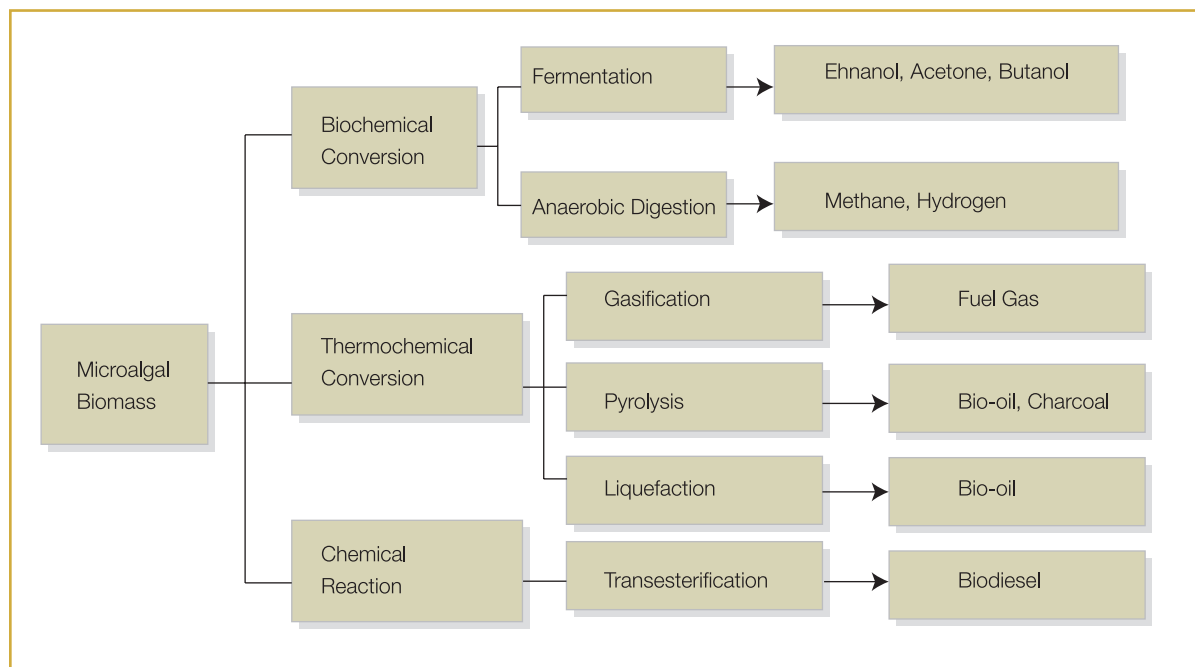 Fermentation
Ehnanol, Acetone, Butanol
Biochemical
Conversion
Anaerobic Digestion
Methane, Hydrogen
Gasification
Fuel Gas
Microalgal
Biomass
Thermochemical
Conversion
Pyrolysis
Bio-oil, Charcoal
Liquefaction
Bio-oil
Chemical
Reaction
Transesterification
Biodiesel